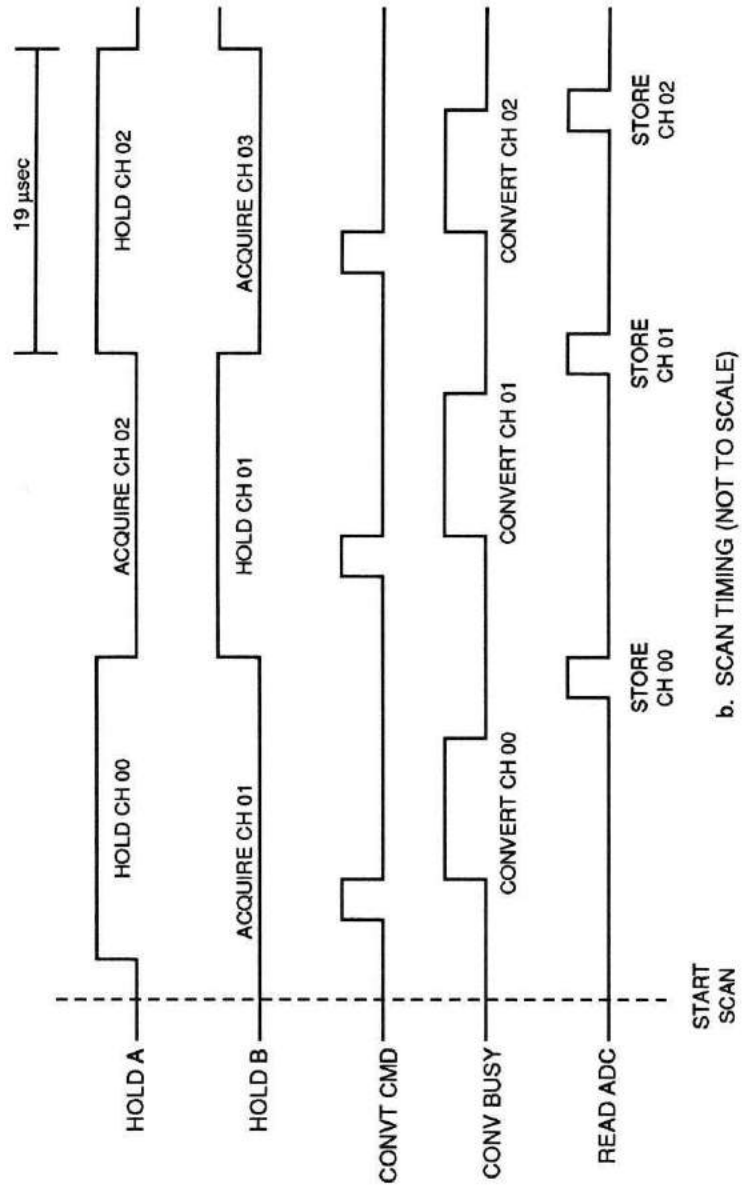 19 µsec
HOLD A
HOLD CH 00
ACQUIRE CH 02
HOLD CH 02
HOLD B
ACQUIRE CH 01
HOLD CH 01
ACQUIRE CH 03
CONVT CMD
CONV BUSY
CONVERT CH 00
CONVERT CH 01
CONVERT CH 02
READ ADC
STORE
CH 00
STORE
CH 01
STORE
CH 02
START
SCAN
b. SCAN TIMING (NOT TO SCALE)